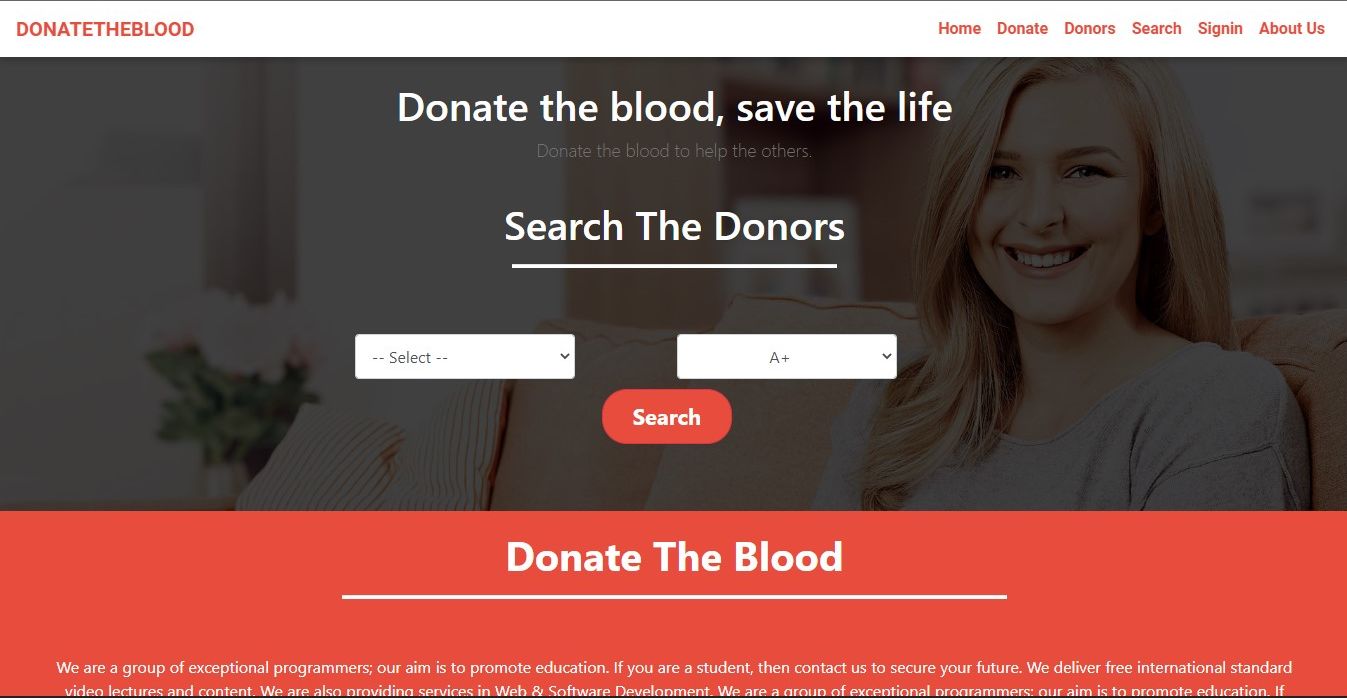 DONATETHEBLOOD
Home Donate Donors Search Signin About Us
Donate the blood, save the life
Donate the blood to help the others.
Search The Donors
-- Select --
A+
Search
Donate The Blood
We are a group of exceptional programmers; our aim is to promote education. If you are a student, then contact us to secure your future. We deliver free international standard
video lectures and content. We are also providing services in Web & Software Development. We are a group of exceptional programmers; our aim is to promote education. If